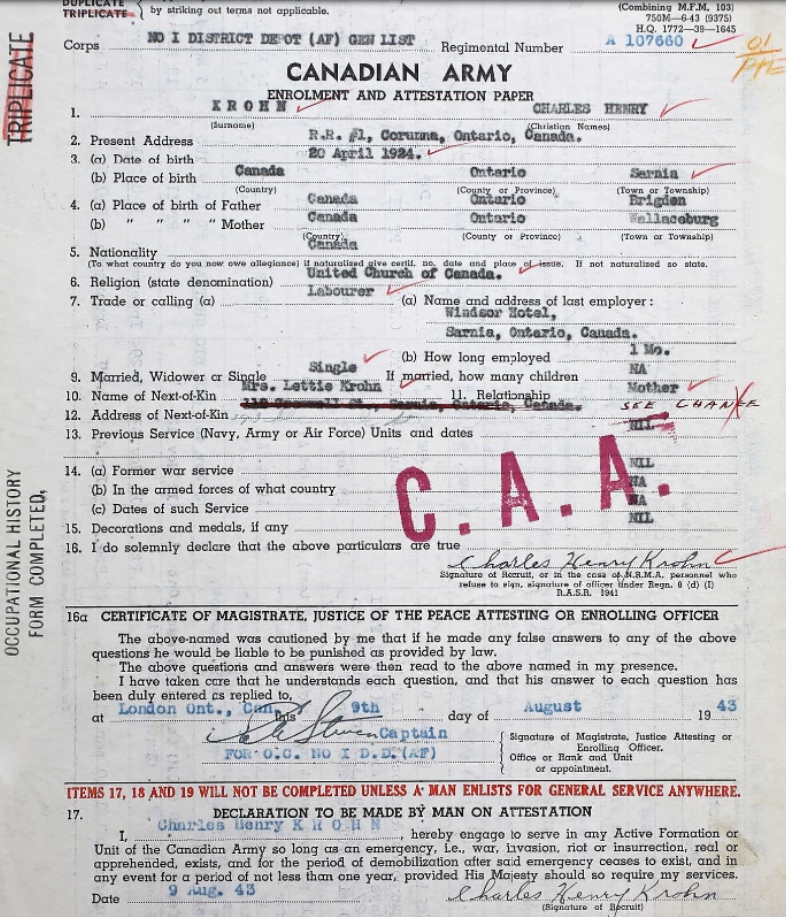 DUPLICATE
TRIPLICATE { by striking out terms not applicable.
(Combining M.F.M. 103)
750M—6-43 (9375)
H.Q. 1772—39—1645
Corps NO I DISTRICT DEPOT (AF) GEN LIST Regimental Number A 107660
TRIPLICATE
CANADIAN ARMY
ENROLMENT AND ATTESTATION PAPER
1. KROHN CHARLES HENRY
(Surname) (Christian Names)
2. Present Address R.R. #1, Corunna, Ontario, Canada.
3. (a) Date of birth 20 April 1924.
(b) Place of birth Canada Ontario Sarnia
(Country) (County or Province) (Town or Township)
4. (a) Place of birth of Father Canada Ontario Brigden
(b) " " " " Mother Canada Ontario Wallaceburg
(Country) (County or Province) (Town or Township)
5. Nationality Canada
(To what country do you now owe allegiance) if naturalized give certif. no. date and place of issue. If not naturalized so state.
6. Religion (state denomination) United Church of Canada.
7. Trade or calling (a) Labourer (a) Name and address of last employer:
Windsor Hotel,
Sarnia, Ontario, Canada.
(b) How long employed 1 Mo.
9. Married, Widower or Single Single If married, how many children NA
10. Name of Next-of-Kin Mrs. Lettie Krohn 11. Relationship Mother
12. Address of Next-of-Kin Sarnia, Ontario, Canada. SEE CHANGE
13. Previous Service (Navy, Army or Air Force) Units and dates NIL
14. (a) Former war service NIL
(b) In the armed forces of what country NA
(c) Dates of such Service NA
15. Decorations and medals, if any NIL
C.A.A.
16. I do solemnly declare that the above particulars are true
Charles Henry Krohn
Signature of Recruit, or in the case of N.R.M.A. personnel who
refuse to sign, signature of officer under Regn. 6 (d) (I)
R.A.S.R. 1941
OCCUPATIONAL HISTORY
FORM COMPLETED,
16a CERTIFICATE OF MAGISTRATE, JUSTICE OF THE PEACE ATTESTING OR ENROLLING OFFICER
The above-named was cautioned by me that if he made any false answers to any of the above
questions he would be liable to be punished as provided by law.
The above questions and answers were then read to the above named in my presence.
I have taken care that he understands each question, and that his answer to each question has
been duly entered as replied to,
at London Ont., Can, this 9th day of August 1943
Captain
FOR O.C. NO I D.D.(AF)
Signature of Magistrate, Justice Attesting or
Enrolling Officer.
Office or Rank and Unit
or appointment.
ITEMS 17, 18 AND 19 WILL NOT BE COMPLETED UNLESS A MAN ENLISTS FOR GENERAL SERVICE ANYWHERE.
17. DECLARATION TO BE MADE BY MAN ON ATTESTATION
I, Charles Henry KROHN, hereby engage to serve in any Active Formation or
Unit of the Canadian Army so long as an emergency, i.e., war, invasion, riot or insurrection, real or
apprehended, exists, and for the period of demobilization after said emergency ceases to exist, and in
any event for a period of not less than one year, provided His Majesty should so require my services.
Date 9 Aug. 43 Charles Henry Krohn
(Signature of Recruit)